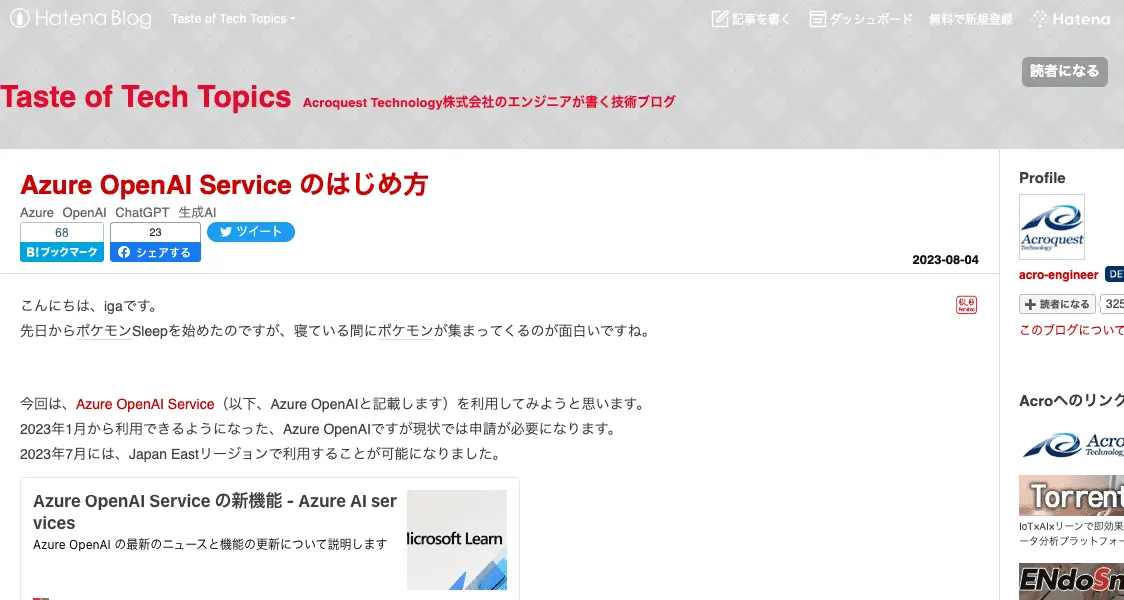 Hatena Blog
Taste of Tech Topics
記事を書く
ダッシュボード
無料で新規登録
Hatena
読者になる
Taste of Tech Topics
Acroquest Technology株式会社のエンジニアが書く技術ブログ
Azure OpenAI Service のはじめ方
Azure OpenAI ChatGPT 生成AI
68
23
ツイート
B!ブックマーク
シェアする
2023-08-04
こんにちは、igaです。
先日からポケモンSleepを始めたのですが、寝ている間にポケモンが集まってくるのが面白いですね。
今回は、Azure OpenAI Service（以下、Azure OpenAIと記載します）を利用してみようと思います。
2023年1月から利用できるようになった、Azure OpenAIですが現状では申請が必要になります。
2023年7月には、Japan Eastリージョンで利用することが可能になりました。
Azure OpenAI Service の新機能 - Azure AI ser
vices
Azure OpenAI の最新のニュースと機能の更新について説明します
licrosoft Learn
Profile
Acroquest
Technology
acro-engineer
DE
読者になる
325
このブログについて
Acroへのリンク
Acro
Technolog
Torrent
IoT×AI×リーンで即効果
ータ分析プラットフォー
ENdoSn